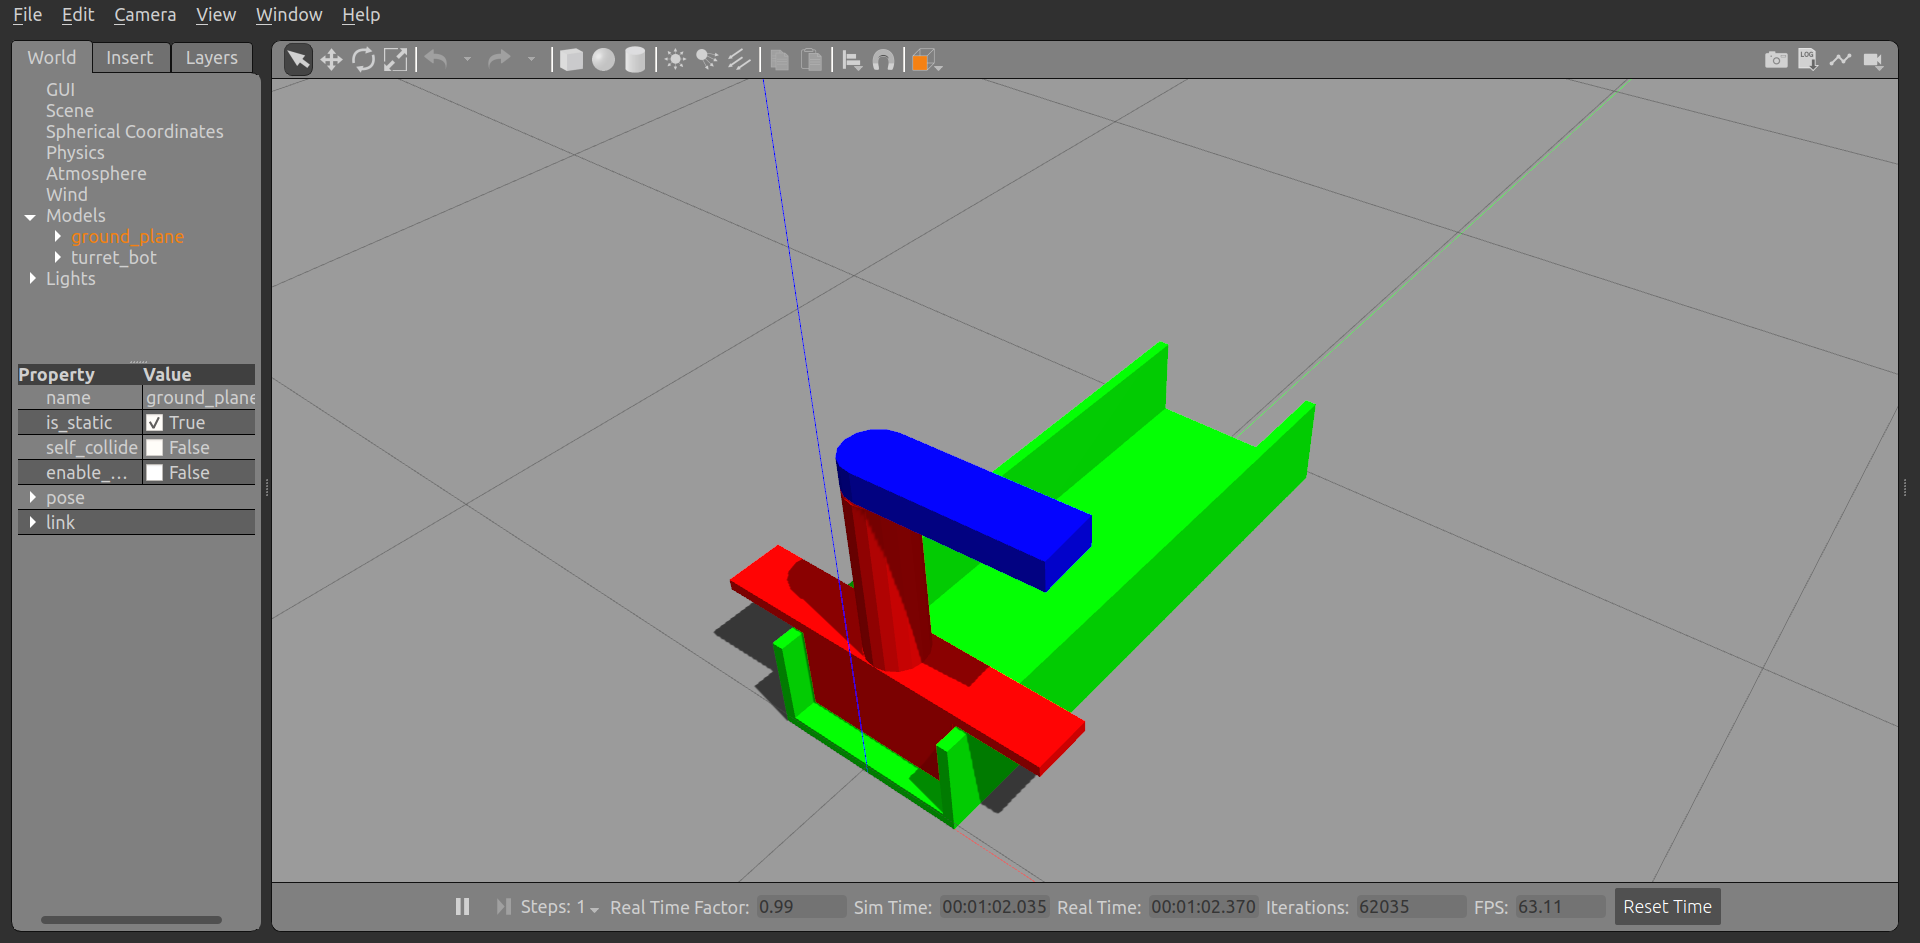 File Edit Camera View Window Help
World Insert Layers
GUI
Scene
Spherical Coordinates
Physics
Atmosphere
Wind
Models
ground_plane
turret_bot
Lights
Property Value
name ground_plane
is_static True
self_collide False
enable_... False
pose
link
LOG
Steps: 1 Real Time Factor: 0.99 Sim Time: 00:01:02.035 Real Time: 00:01:02.370 Iterations: 62035 FPS: 63.11 Reset Time